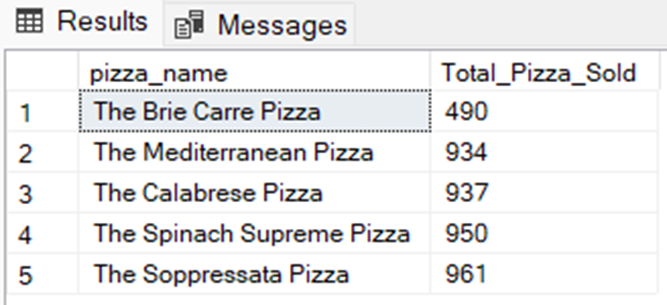 Results Messages
pizza_name Total_Pizza_Sold
1 The Brie Carre Pizza 490
2 The Mediterranean Pizza 934
3 The Calabrese Pizza 937
4 The Spinach Supreme Pizza 950
5 The Soppressata Pizza 961